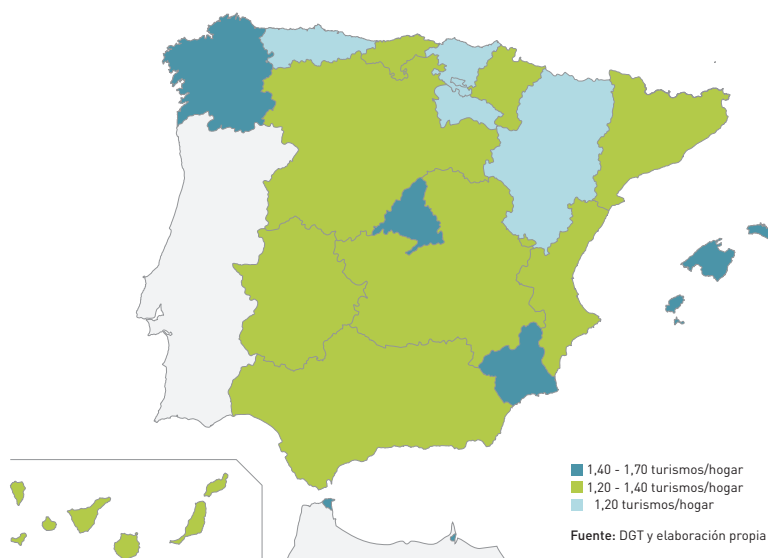 1,40 - 1,70 turismos/hogar
1,20 - 1,40 turismos/hogar
1,20 turismos/hogar
Fuente: DGT y elaboración propia